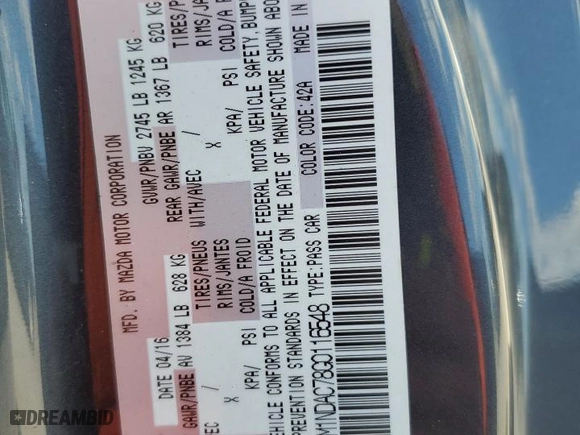 MFD. BY MAZDA MOTOR CORPORATION
DATE 04/16 GVWR/PNBV 2745 LB 1245 KG
GAWR/PNBE AV 1384 LB 628 KG REAR GAWR/PNBE AR 1367 LB 620 KG
TIRES/PNEUS WITH/AVEC TIRES/P
RIMS/JANTES X RIMS/JAN
COLD/A FROID KPA/ PSI COLD/A FR
X KPA/ PSI
VEHICLE CONFORMS TO ALL APPLICABLE FEDERAL MOTOR VEHICLE SAFETY, BUMP
PREVENTION STANDARDS IN EFFECT ON THE DATE OF MANUFACTURE SHOWN ABO
M1NDAC78G0116548 TYPE:PASS CAR COLOR CODE:42A MADE IN
DREAMBID